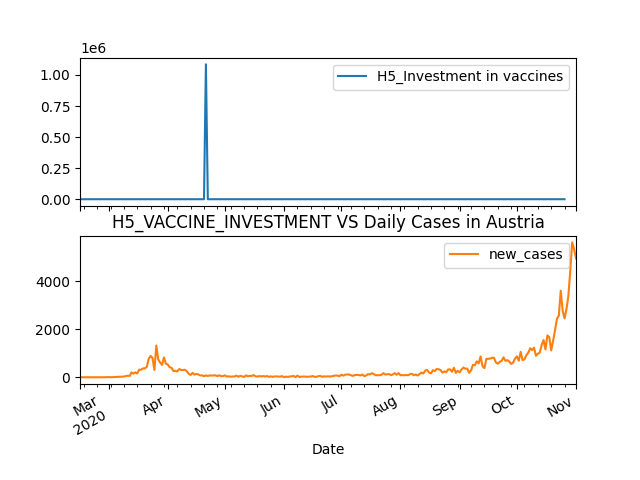 1e6
H5_Investment in vaccines
1.00
0.75
0.50
0.25
0.00
H5_VACCINE_INVESTMENT VS Daily Cases in Austria
new_cases
4000
2000
0
Mar Apr May Jun Jul Aug Sep Oct Nov
2020
Date